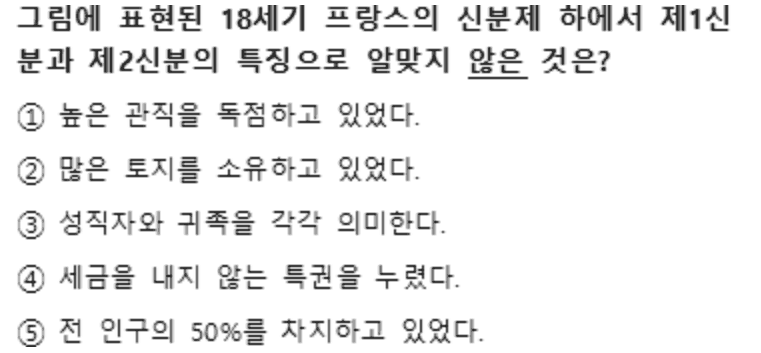 그림에 표현된 18세기 프랑스의 신분제 하에서 제1신
분과 제2신분의 특징으로 알맞지 않은 것은?
① 높은 관직을 독점하고 있었다.
② 많은 토지를 소유하고 있었다.
③ 성직자와 귀족을 각각 의미한다.
④ 세금을 내지 않는 특권을 누렸다.
⑤ 전 인구의 50%를 차지하고 있었다.